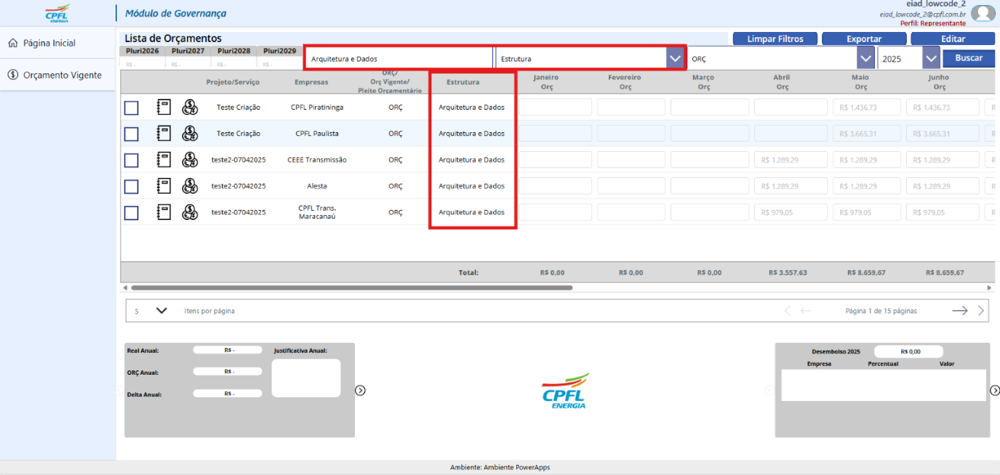 CPFL
ENERGIA
Módulo de Governança
eiad_lowcode_2
eiad_lowcode_2@cpfl.com.br
Perfil: Representante
Página Inicial
Orçamento Vigente
Lista de Orçamentos
Limpar Filtros Exportar Editar
Pluri2026 Pluri2027 Pluri2028 Pluri2029
R$ - R$ - R$ - R$ -
Arquitetura e Dados Estrutura ORÇ 2025 Buscar
Projeto/Serviço Empresas ORÇ/ Orç Vigente/ Pleito Orçamentário Estrutura Janeiro Orç Fevereiro Orç Março Orç Abril Orç Maio Orç Junho Orç
Teste Criação CPFL Piratininga ORÇ Arquitetura e Dados R$ 1.436,73 R$ 1.436,73 R
Teste Criação CPFL Paulista ORÇ Arquitetura e Dados R$ 3.665,31 R$ 3.665,31 R
teste2-07042025 CEEE Transmissão ORÇ Arquitetura e Dados R$ 1.289,29 R$ 1.289,29 R$ 1.289,29 R
teste2-07042025 Alesta ORÇ Arquitetura e Dados R$ 1.289,29 R$ 1.289,29 R$ 1.289,29 R
teste2-07042025 CPFL Trans. Maracanaú ORÇ Arquitetura e Dados R$ 979,05 R$ 979,05 R$ 979,05 R
Total: R$ 0,00 R$ 0,00 R$ 0,00 R$ 3.557,63 R$ 8.659,67 R$ 8.659,67
5 Itens por página Página 1 de 15 páginas
Real Anual: R$ - Justificativa Anual:
ORÇ Anual: R$ -
Delta Anual: R$ -
CPFL
ENERGIA
Desembolso 2025 R$ 0,00
Empresa Percentual Valor
Ambiente: Ambiente PowerApps